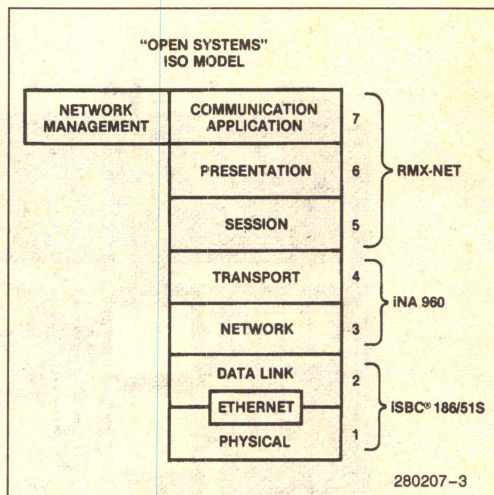 "OPEN SYSTEMS"
ISO MODEL
NETWORK
MANAGEMENT
COMMUNICATION
APPLICATION
7
PRESENTATION
6
RMX-NET
SESSION
5
TRANSPORT
4
iNA 960
NETWORK
3
DATA LINK
2
ETHERNET
iSBC® 186/51S
PHYSICAL
1
280207-3